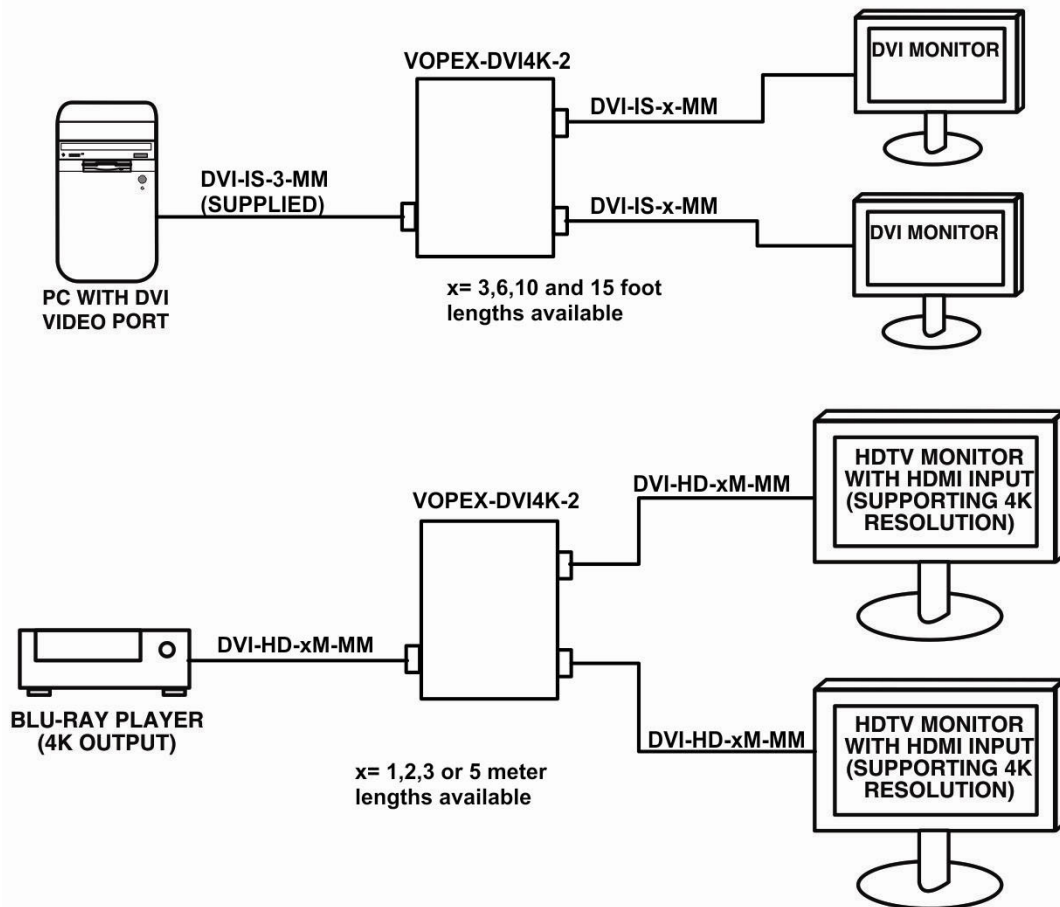 VOPEX-DVI4K-2
DVI MONITOR
DVI-IS-x-MM
DVI-IS-3-MM
(SUPPLIED)
DVI-IS-x-MM
DVI MONITOR
PC WITH DVI
VIDEO PORT
x= 3,6,10 and 15 foot
lengths available
HDTV MONITOR
WITH HDMI INPUT
(SUPPORTING 4K
RESOLUTION)
DVI-HD-xM-MM
VOPEX-DVI4K-2
DVI-HD-xM-MM
BLU-RAY PLAYER
(4K OUTPUT)
DVI-HD-xM-MM
HDTV MONITOR
WITH HDMI INPUT
(SUPPORTING 4K
RESOLUTION)
x= 1,2,3 or 5 meter
lengths available